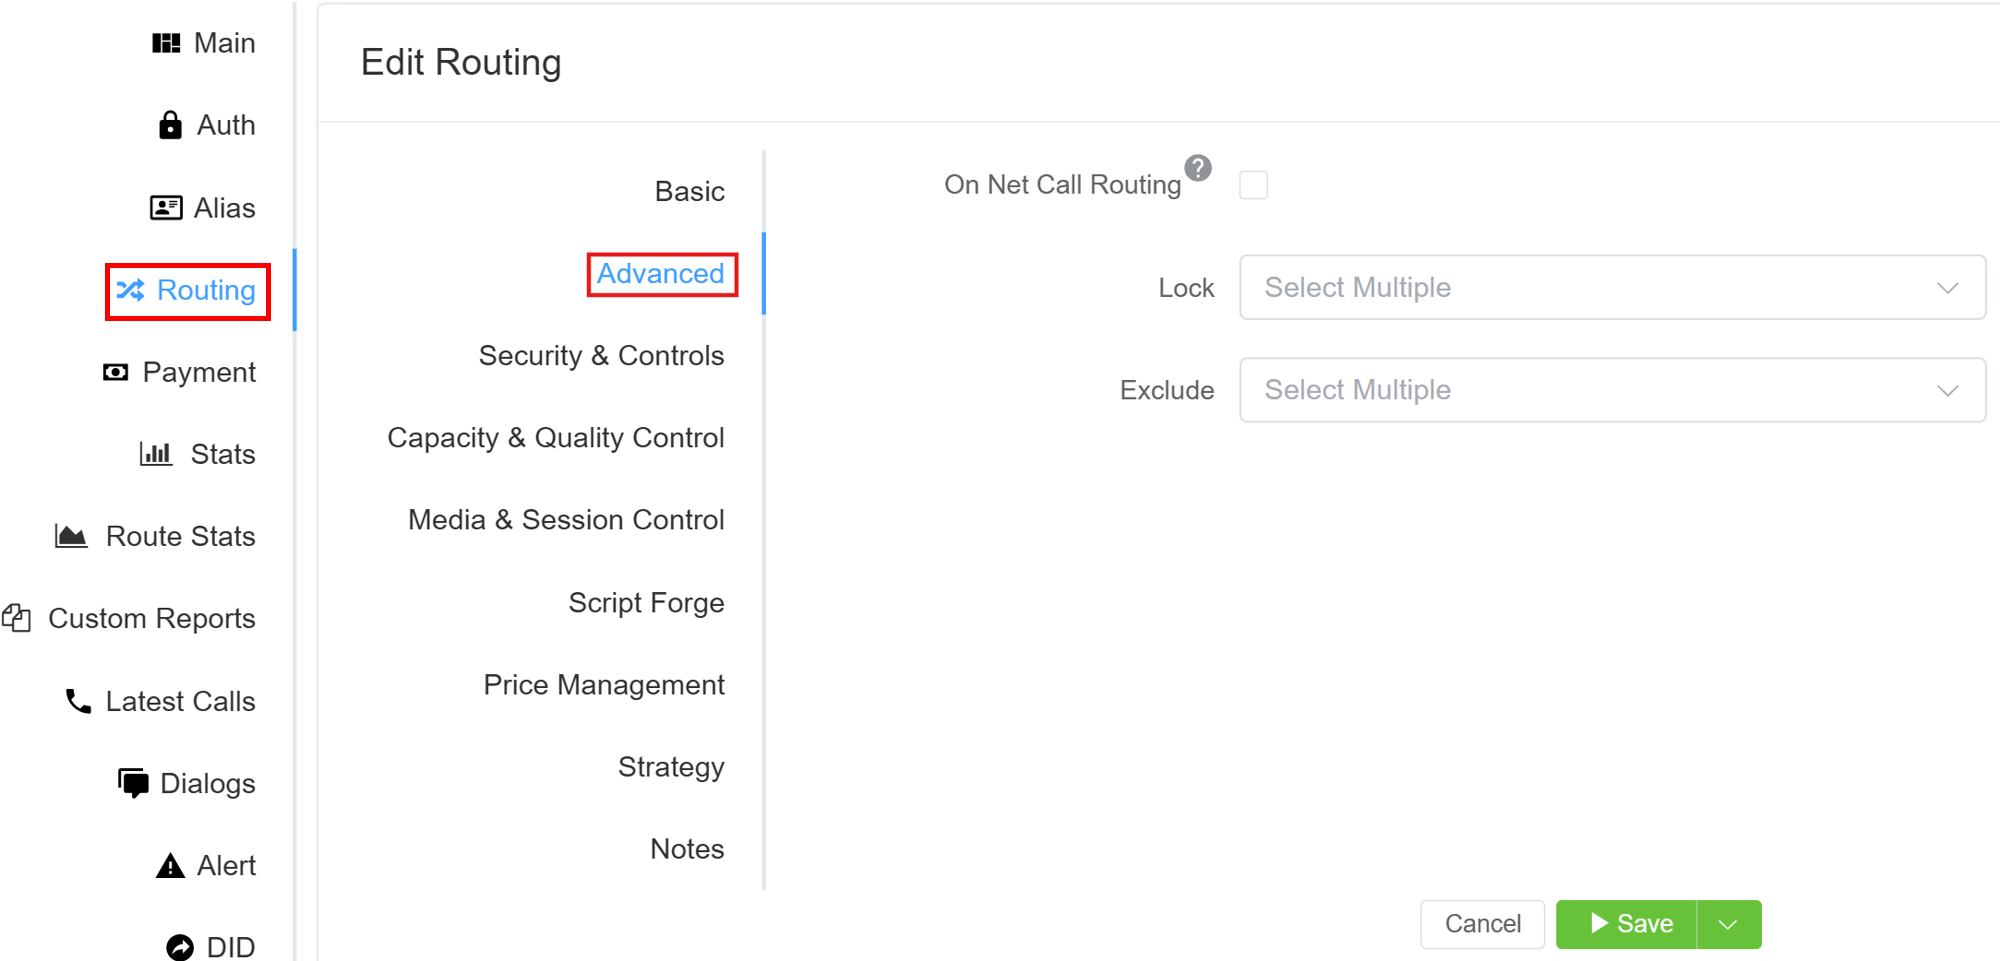 Main
Auth
Alias
Routing
Payment
Stats
Route Stats
Custom Reports
Latest Calls
Dialogs
Alert
DID
Edit Routing
Basic
Advanced
Security & Controls
Capacity & Quality Control
Media & Session Control
Script Forge
Price Management
Strategy
Notes
On Net Call Routing ?
Lock Select Multiple
Exclude Select Multiple
Cancel Save